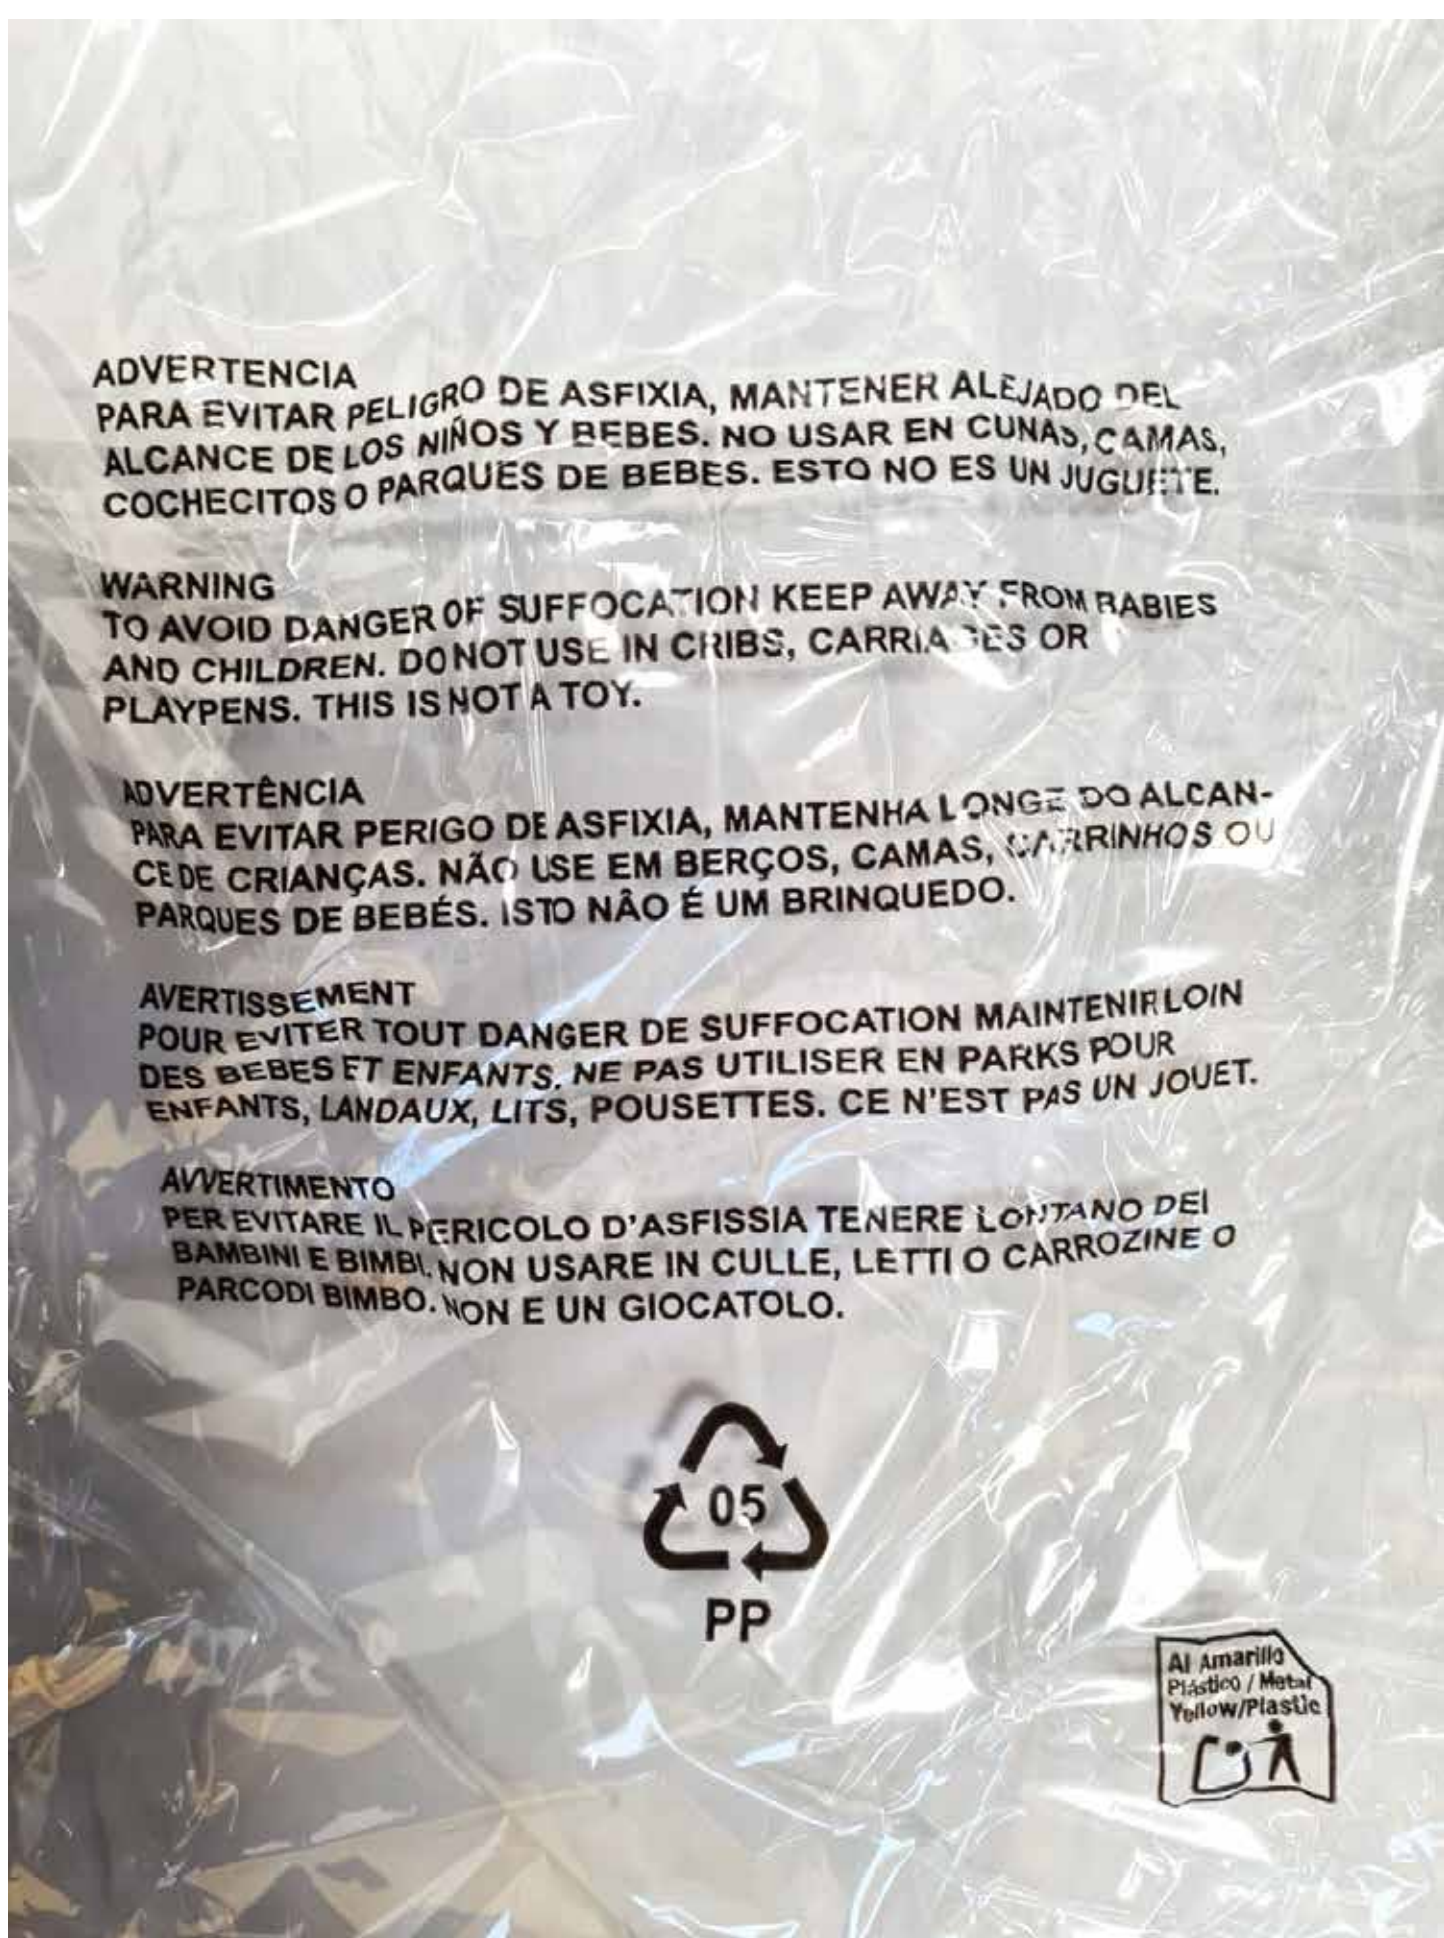 ADVERTENCIA
PARA EVITAR PELIGRO DE ASFIXIA, MANTENER ALEJADO DEL
ALCANCE DE LOS NIÑOS Y BEBES. NO USAR EN CUNAS, CAMAS,
COCHECITOS O PARQUES DE BEBES. ESTO NO ES UN JUGUETE.
WARNING
TO AVOID DANGER OF SUFFOCATION KEEP AWAY FROM BABIES
AND CHILDREN. DO NOT USE IN CRIBS, CARRIAGES OR
PLAYPENS. THIS IS NOT A TOY.
ADVERTÊNCIA
PARA EVITAR PERIGO DE ASFIXIA, MANTENHA LONGE DO ALCAN-
CE DE CRIANÇAS. NÃO USE EM BERÇOS, CAMAS, CARRINHOS OU
PARQUES DE BEBÉS. ISTO NÃO É UM BRINQUEDO.
AVERTISSEMENT
POUR EVITER TOUT DANGER DE SUFFOCATION MAINTENIR LOIN
DES BEBES ET ENFANTS. NE PAS UTILISER EN PARKS POUR
ENFANTS, LANDAUX, LITS, POUSETTES. CE N'EST PAS UN JOUET.
AVVERTIMENTO
PER EVITARE IL PERICOLO D'ASFISSIA TENERE LONTANO DEI
BAMBINI E BIMBI. NON USARE IN CULLE, LETTI O CARROZINE O
PARCO DI BIMBO. NON E UN GIOCATOLO.
05
PP
Al Amarillo
Plástico / Metal
Yellow/Plastic